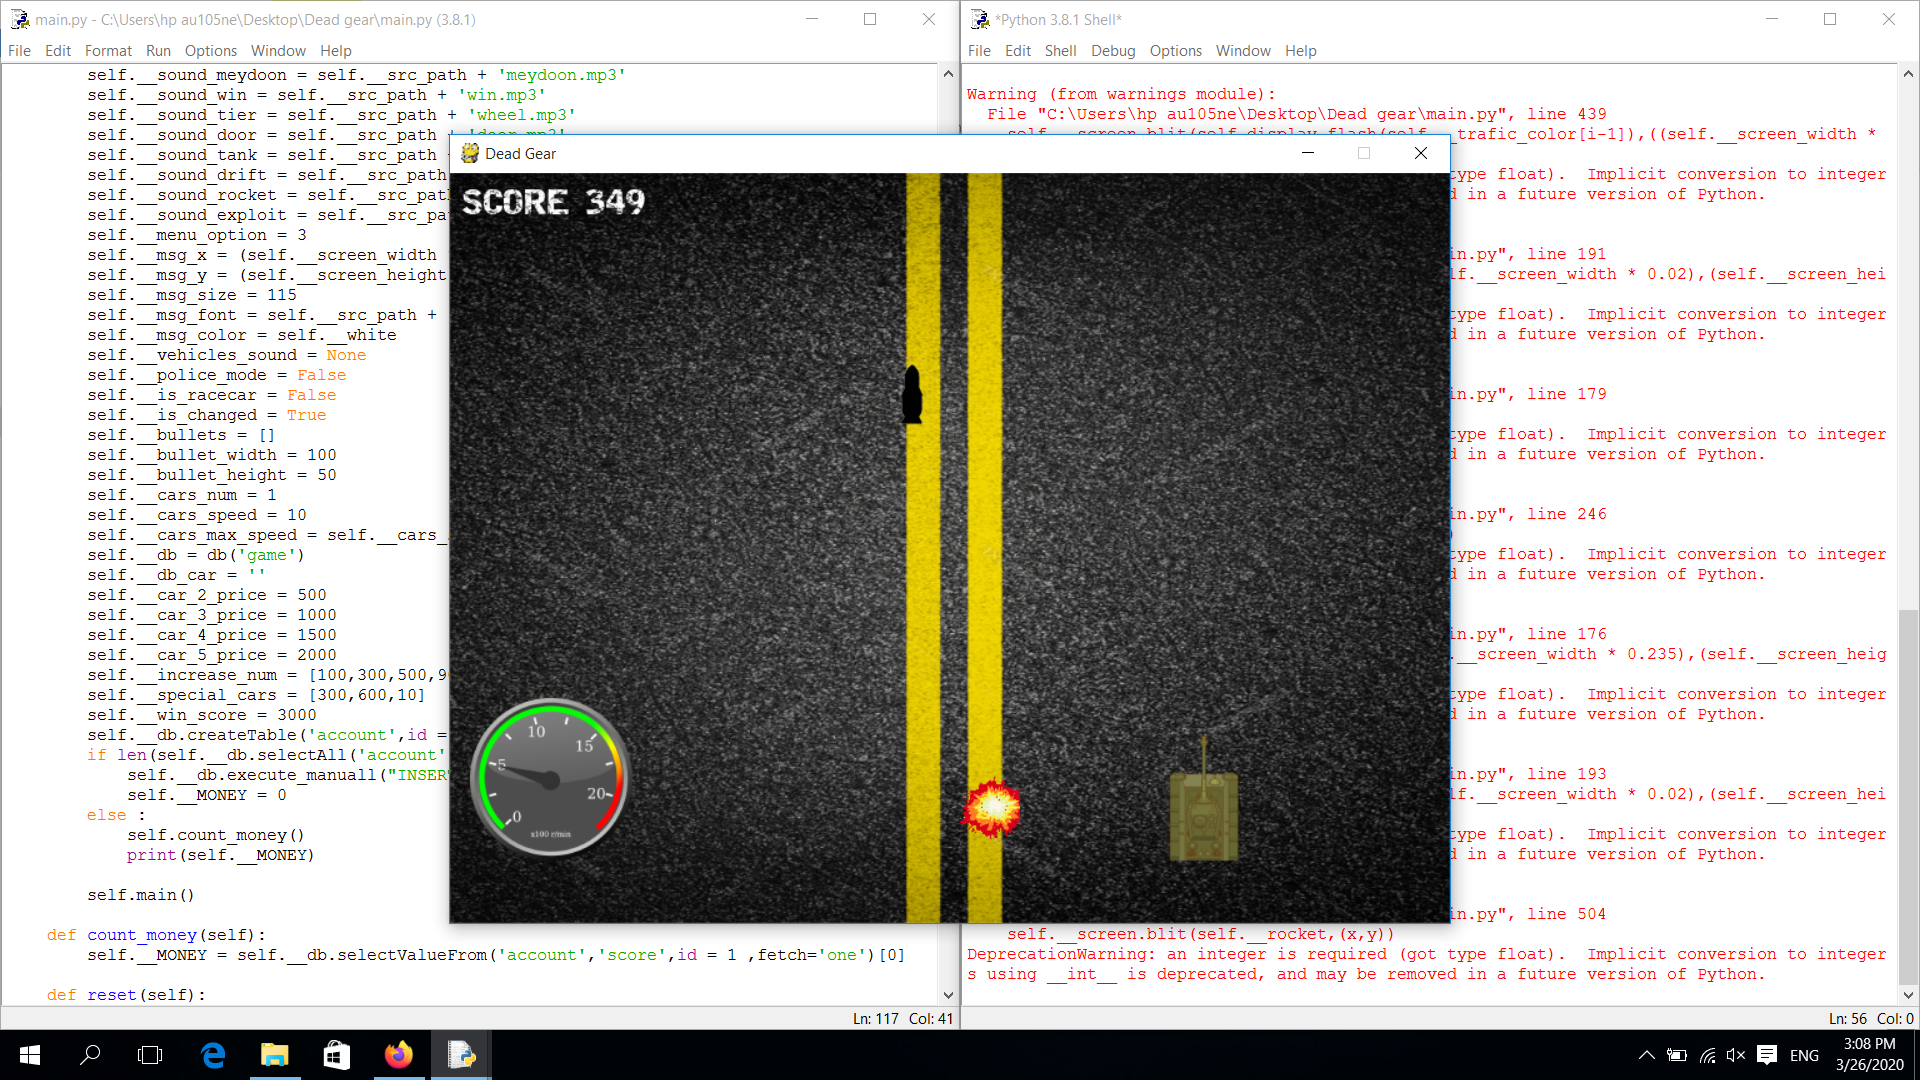 main.py - C:\Users\hp au105ne\Desktop\Dead gear\main.py (3.8.1)
File Edit Format Run Options Window Help
self.__sound_meydoon = self.__src_path + 'meydoon.mp3'
self.__sound_win = self.__src_path + 'win.mp3'
self.__sound_tier = self.__src_path + 'wheel.mp3'
self.__sound_door = self.__src_path + 'door.mp3'
self.__sound_tank = self.__src_path
self.__sound_drift = self.__src_path
self.__sound_rocket = self.__src_pat
self.__sound_exploit = self.__src_pa
self.__menu_option = 3
self.__msg_x = (self.__screen_width
self.__msg_y = (self.__screen_height
self.__msg_size = 115
self.__msg_font = self.__src_path +
self.__msg_color = self.__white
self.__vehicles_sound = None
self.__police_mode = False
self.__is_racecar = False
self.__is_changed = True
self.__bullets = []
self.__bullet_width = 100
self.__bullet_height = 50
self.__cars_num = 1
self.__cars_speed = 10
self.__cars_max_speed = self.__cars_
self.__db = db('game')
self.__db_car = ''
self.__car_2_price = 500
self.__car_3_price = 1000
self.__car_4_price = 1500
self.__car_5_price = 2000
self.__increase_num = [100,300,500,9
self.__special_cars = [300,600,10]
self.__win_score = 3000
self.__db.createTable('account',id =
if len(self.__db.selectAll('account'
self.__db.execute_manuall("INSER
self.__MONEY = 0
else :
self.count_money()
print(self.__MONEY)
self.main()
def count_money(self):
self.__MONEY = self.__db.selectValueFrom('account','score',id = 1 ,fetch='one')[0]
def reset(self):
Ln: 117 Col: 41
Dead Gear
SCORE 349
0
5
10
15
20
x100 r/min
*Python 3.8.1 Shell*
File Edit Shell Debug Options Window Help
Warning (from warnings module):
File "C:\Users\hp au105ne\Desktop\Dead gear\main.py", line 439
self.__screen.blit(self.display_flash(self.__trafic_color[i-1]),((self.__screen_width *
type float). Implicit conversion to integer
d in a future version of Python.
in.py", line 191
lf.__screen_width * 0.02),(self.__screen_hei
type float). Implicit conversion to integer
d in a future version of Python.
in.py", line 179
type float). Implicit conversion to integer
d in a future version of Python.
in.py", line 246
)
type float). Implicit conversion to integer
d in a future version of Python.
in.py", line 176
.__screen_width * 0.235),(self.__screen_heig
type float). Implicit conversion to integer
d in a future version of Python.
in.py", line 193
lf.__screen_width * 0.02),(self.__screen_hei
type float). Implicit conversion to integer
d in a future version of Python.
in.py", line 504
self.__screen.blit(self.__rocket,(x,y))
DeprecationWarning: an integer is required (got type float). Implicit conversion to integer
s using __int__ is deprecated, and may be removed in a future version of Python.
Ln: 56 Col: 0
ENG
3:08 PM
3/26/2020